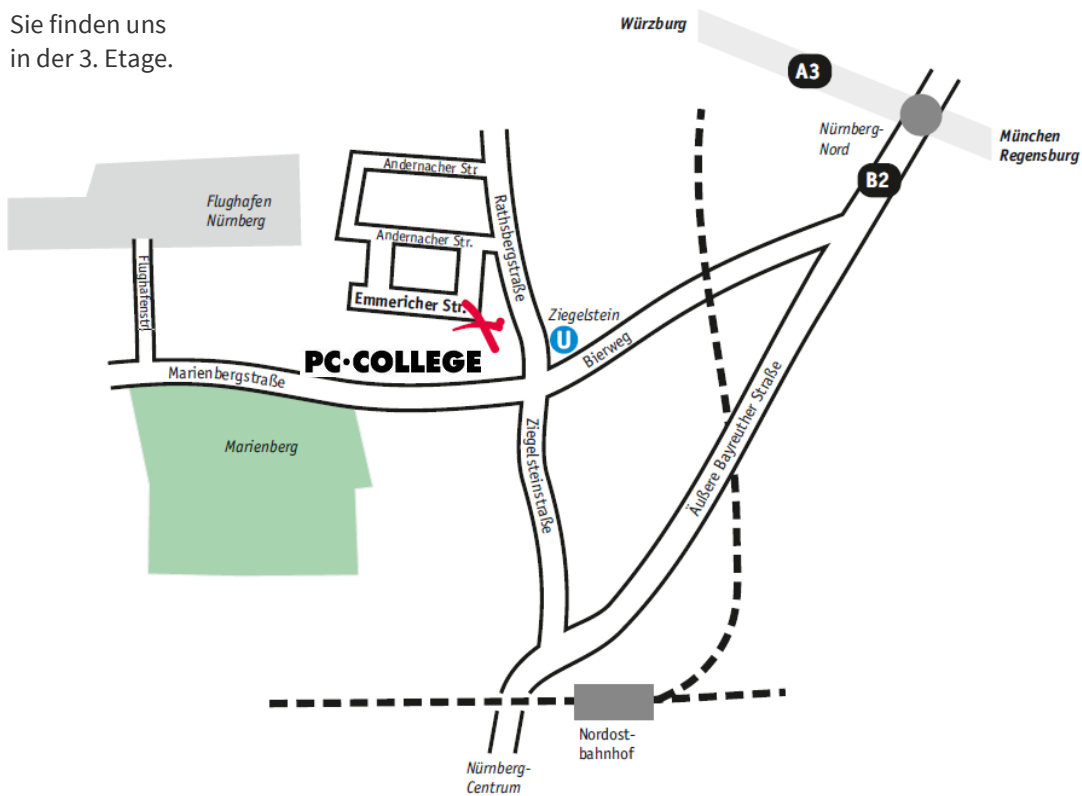 Sie finden uns
in der 3. Etage.
Würzburg
A3
Nürnberg-
Nord
München
Regensburg
B2
Andernacher Str
Flughafen
Nürnberg
Rathsbergstraße
Andernacher Str.
Flughafenstr
Emmericher Str.
Ziegelstein
U
Bierweg
PC·COLLEGE
Marienbergstraße
Äußere Bayreuther Straße
Marienberg
Ziegelsteinstraße
Nordost-
bahnhof
Nürnberg-
Centrum